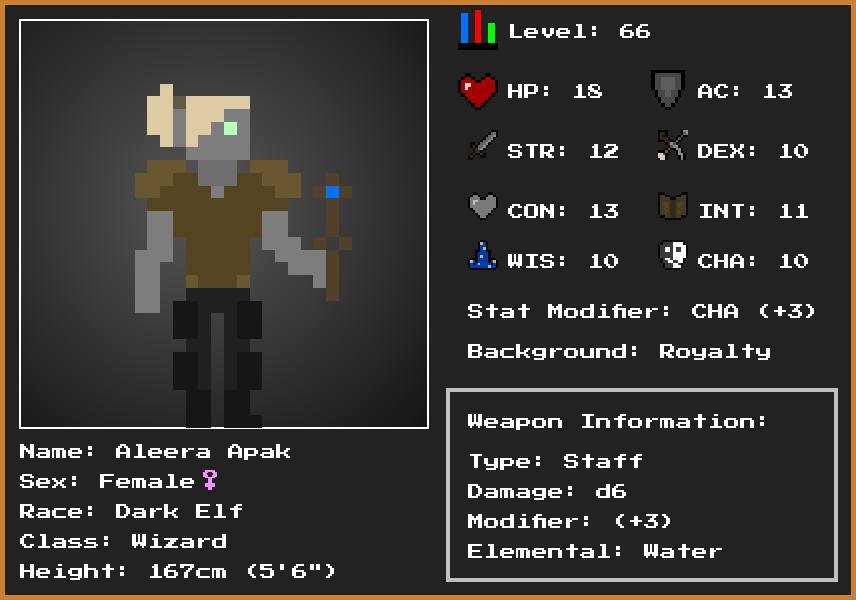 Level: 66
HP: 18
AC: 13
STR: 12
DEX: 10
CON: 13
INT: 11
WIS: 10
CHA: 10
Stat Modifier: CHA (+3)
Background: Royalty
Weapon Information:
Type: Staff
Damage: d6
Modifier: (+3)
Elemental: Water
Name: Aleera Apak
Sex: Female♀
Race: Dark Elf
Class: Wizard
Height: 167cm (5'6")